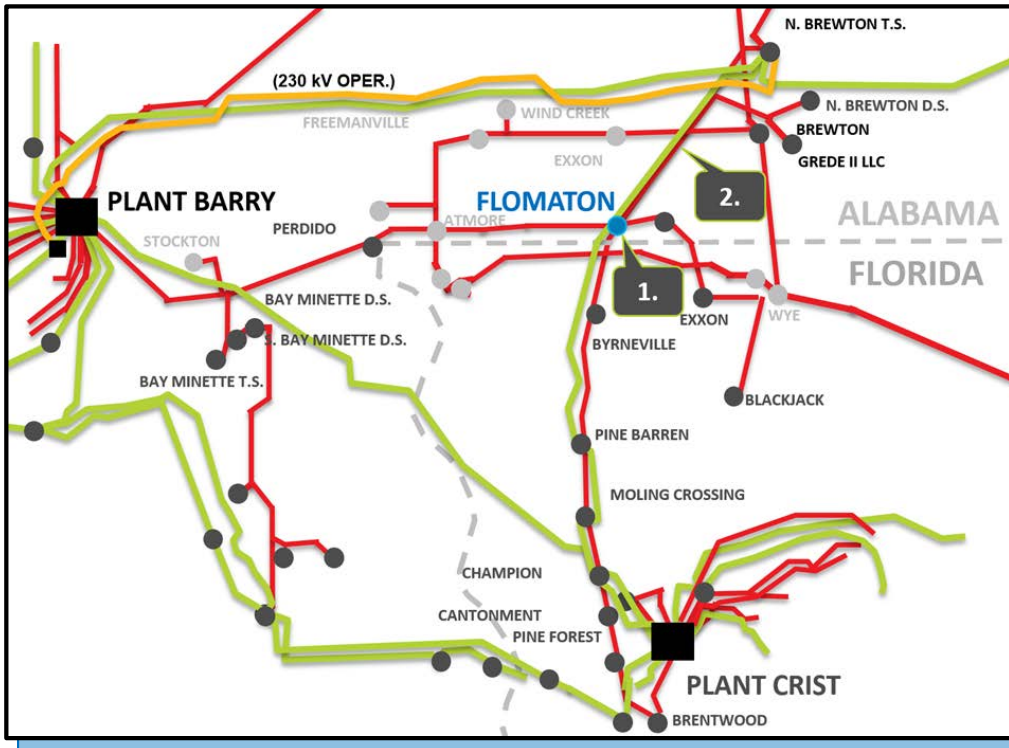 N. BREWTON T.S.
(230 kV OPER.)
FREEMANVILLE
WIND CREEK
N. BREWTON D.S.
BREWTON
EXXON
GREDE II LLC
PLANT BARRY
FLOMATON
2.
PERDIDO
ATMORE
ALABAMA
STOCKTON
FLORIDA
1.
BAY MINETTE D.S.
EXXON
WYE
S. BAY MINETTE D.S.
BYRNEVILLE
BAY MINETTE T.S.
BLACKJACK
PINE BARREN
MOLING CROSSING
CHAMPION
CANTONMENT
PINE FOREST
PLANT CRIST
BRENTWOOD